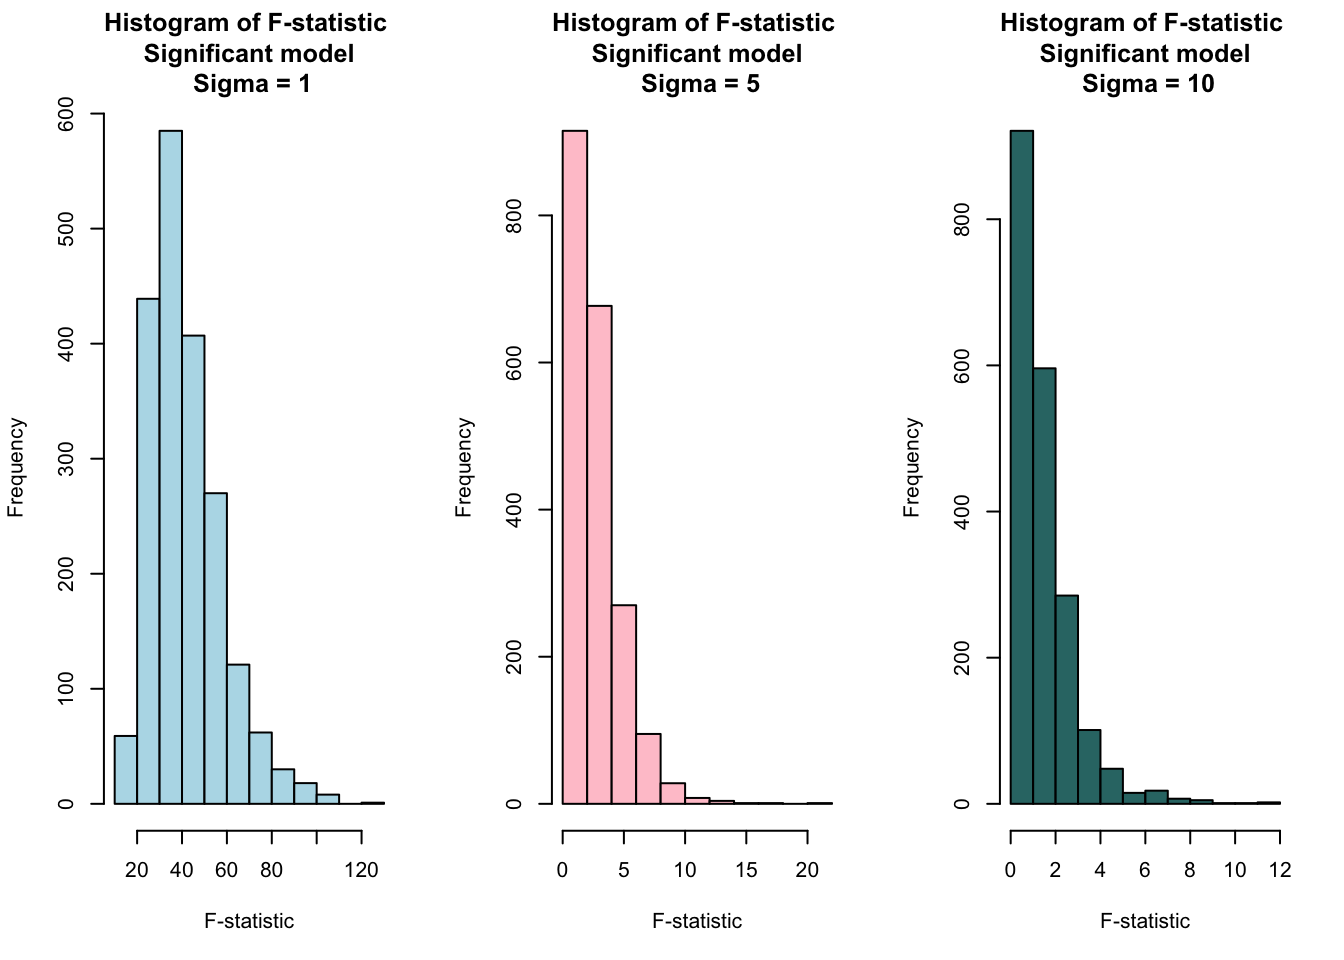 Histogram of F-statistic
Significant model
Sigma = 1
Frequency
0
100
200
300
400
500
600
20 40 60 80 120
F-statistic
Histogram of F-statistic
Significant model
Sigma = 5
Frequency
0
200
400
600
800
0 5 10 15 20
F-statistic
Histogram of F-statistic
Significant model
Sigma = 10
Frequency
0
200
400
600
800
0 2 4 6 8 10 12
F-statistic